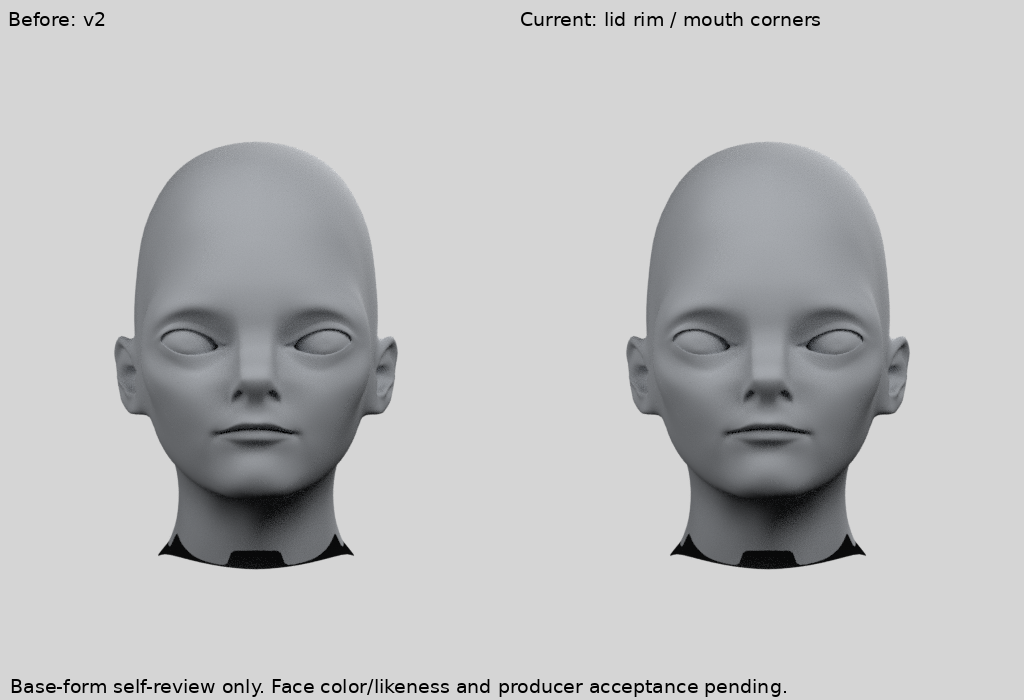 Before: v2
Current: lid rim / mouth corners
Base-form self-review only. Face color/likeness and producer acceptance pending.